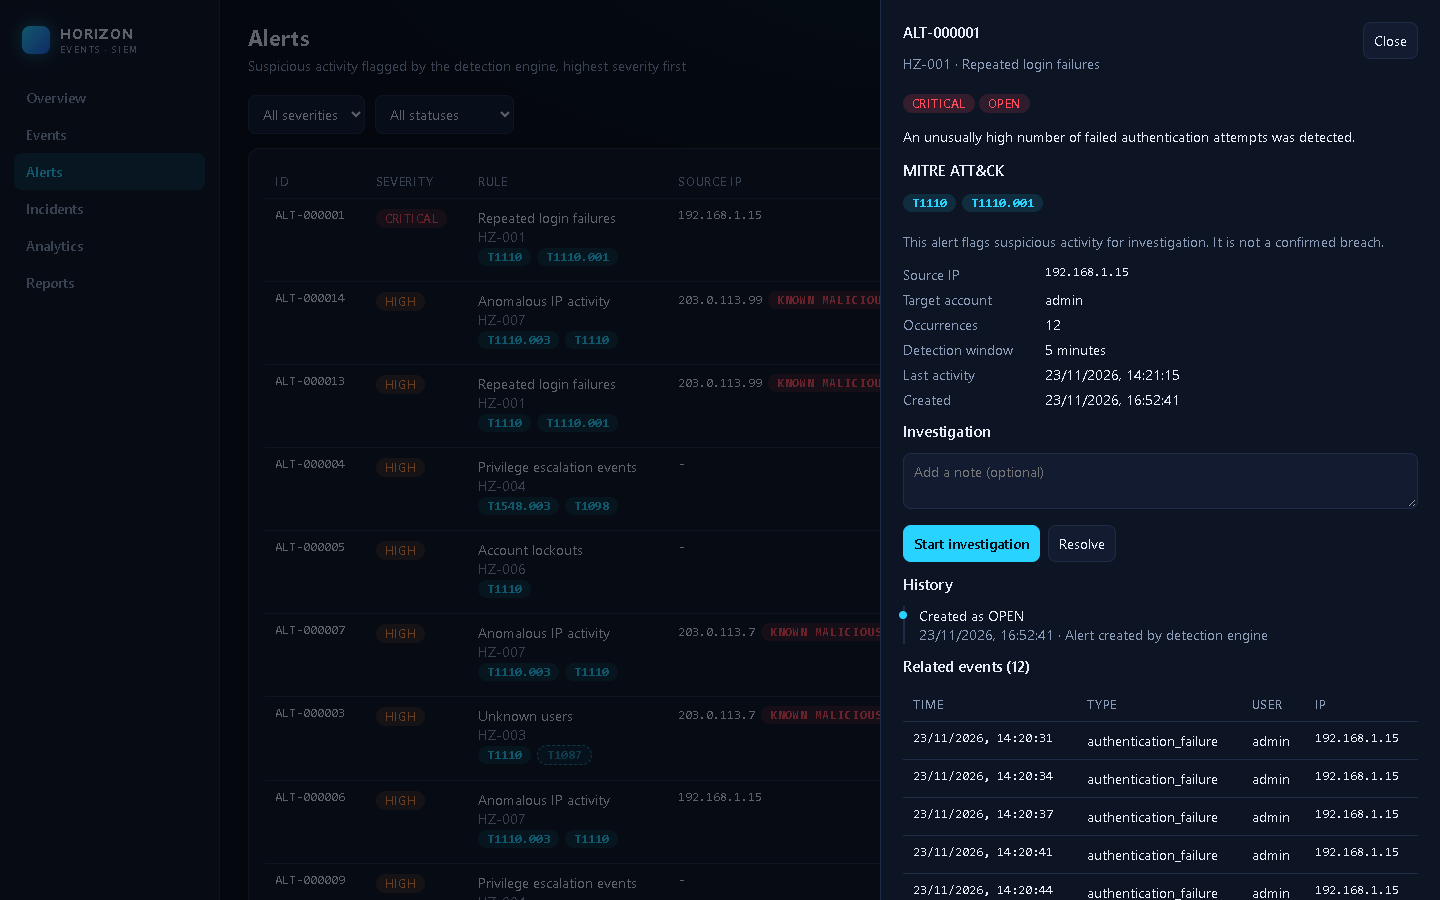 HORIZON
EVENTS · SIEM
Overview
Events
Alerts
Incidents
Analytics
Reports
Alerts
Suspicious activity flagged by the detection engine, highest severity first
All severities
All statuses
ID SEVERITY RULE SOURCE IP
ALT-000001 CRITICAL Repeated login failures 192.168.1.15
HZ-001
T1110 T1110.001
ALT-000014 HIGH Anomalous IP activity 203.0.113.99 KNOWN MALICIOU
HZ-007
T1110.003 T1110
ALT-000013 HIGH Repeated login failures 203.0.113.99 KNOWN MALICIOU
HZ-001
T1110 T1110.001
ALT-000004 HIGH Privilege escalation events -
HZ-004
T1548.003 T1098
ALT-000005 HIGH Account lockouts -
HZ-006
T1110
ALT-000007 HIGH Anomalous IP activity 203.0.113.7 KNOWN MALICIOUS
HZ-007
T1110.003 T1110
ALT-000003 HIGH Unknown users 203.0.113.7 KNOWN MALICIOUS
HZ-003
T1110 T1087
ALT-000006 HIGH Anomalous IP activity 192.168.1.15
HZ-007
T1110.003 T1110
ALT-000009 HIGH Privilege escalation events -
ALT-000001
Close
HZ-001 · Repeated login failures
CRITICAL OPEN
An unusually high number of failed authentication attempts was detected.
MITRE ATT&CK
T1110 T1110.001
This alert flags suspicious activity for investigation. It is not a confirmed breach.
Source IP 192.168.1.15
Target account admin
Occurrences 12
Detection window 5 minutes
Last activity 23/11/2026, 14:21:15
Created 23/11/2026, 16:52:41
Investigation
Add a note (optional)
Start investigation Resolve
History
Created as OPEN
23/11/2026, 16:52:41 · Alert created by detection engine
Related events (12)
TIME TYPE USER IP
23/11/2026, 14:20:31 authentication_failure admin 192.168.1.15
23/11/2026, 14:20:34 authentication_failure admin 192.168.1.15
23/11/2026, 14:20:37 authentication_failure admin 192.168.1.15
23/11/2026, 14:20:41 authentication_failure admin 192.168.1.15
23/11/2026, 14:20:44 authentication_failure admin 192.168.1.15